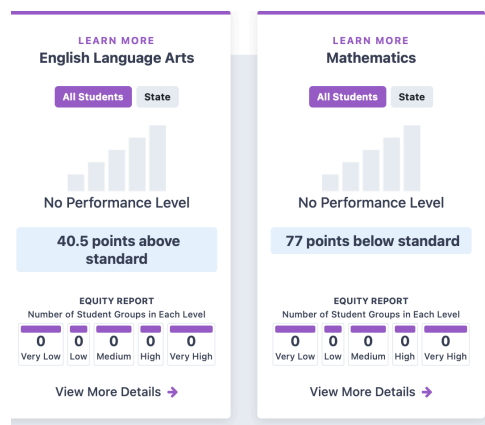 LEARN MORE
English Language Arts
All Students State
No Performance Level
40.5 points above
standard
EQUITY REPORT
Number of Student Groups in Each Level
0 0 0 0 0
Very Low Low Medium High Very High
View More Details →
LEARN MORE
Mathematics
All Students State
No Performance Level
77 points below standard
EQUITY REPORT
Number of Student Groups in Each Level
0 0 0 0 0
Very Low Low Medium High Very High
View More Details →